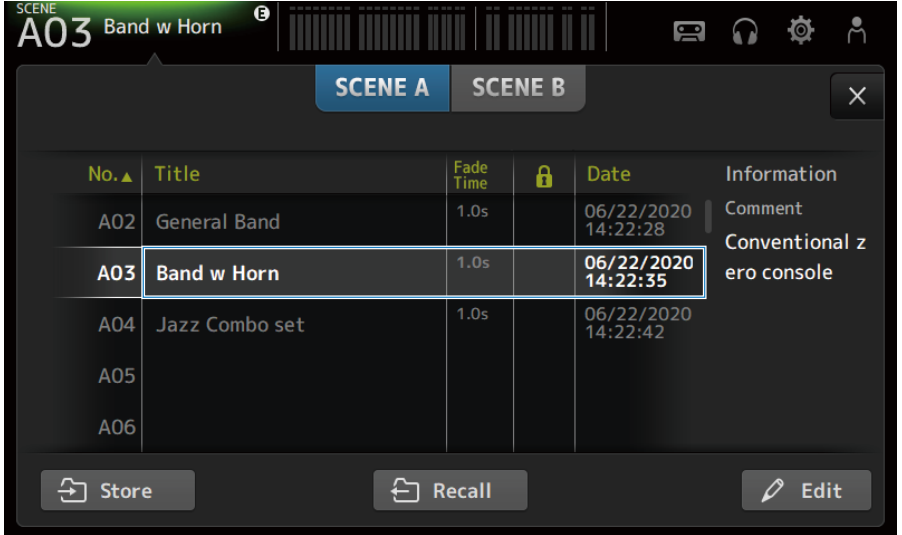 SCENE
A03 Band w Horn E
SCENE A SCENE B
No. Title Fade Time Date Information
A02 General Band 1.0s 06/22/2020 14:22:28
Comment
Conventional z
ero console
A03 Band w Horn 1.0s 06/22/2020 14:22:35
A04 Jazz Combo set 1.0s 06/22/2020 14:22:42
A05
A06
Store Recall Edit